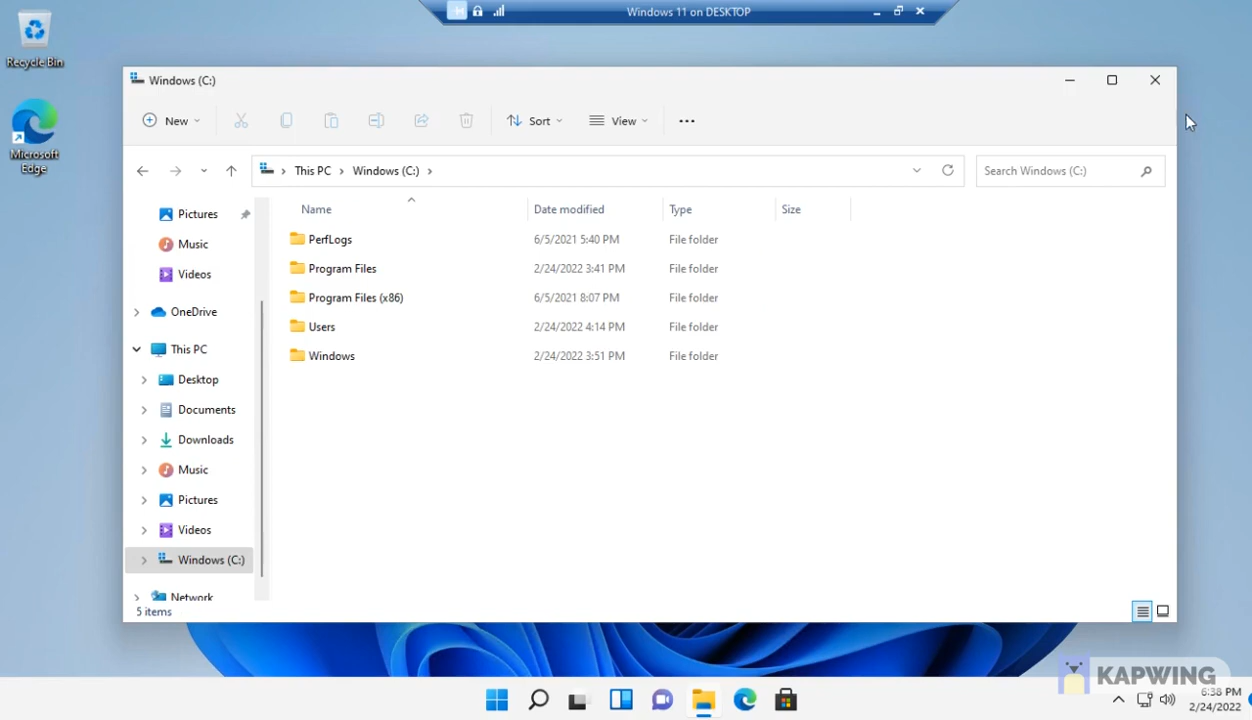 Windows 11 on DESKTOP
Recycle Bin
Microsoft
Edge
Windows (C:)
New
Sort
View
This PC
Windows (C:)
Search Windows (C:)
Name
Date modified
Type
Size
Pictures
Music
Videos
OneDrive
This PC
Desktop
Documents
Downloads
Music
Pictures
Videos
Windows (C:)
Network
PerfLogs 6/5/2021 5:40 PM File folder
Program Files 2/24/2022 3:41 PM File folder
Program Files (x86) 6/5/2021 8:07 PM File folder
Users 2/24/2022 4:14 PM File folder
Windows 2/24/2022 3:51 PM File folder
5 items
KAPWING
6:38 PM
2/24/2022